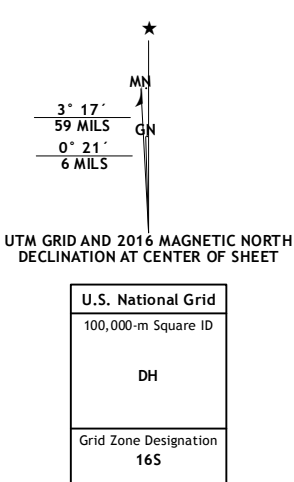 ★
MN
3° 17´
59 MILS
GN
0° 21´
6 MILS
UTM GRID AND 2016 MAGNETIC NORTH
DECLINATION AT CENTER OF SHEET
U.S. National Grid
100,000-m Square ID
DH
Grid Zone Designation
16S